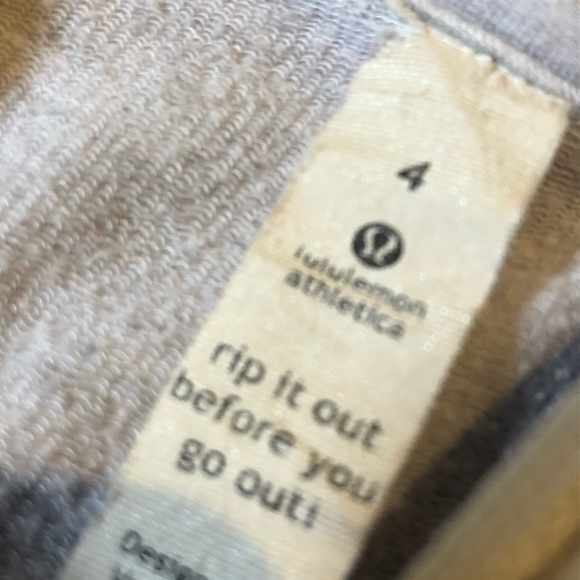 4
lululemon
athletica
rip it out
before you
go out!